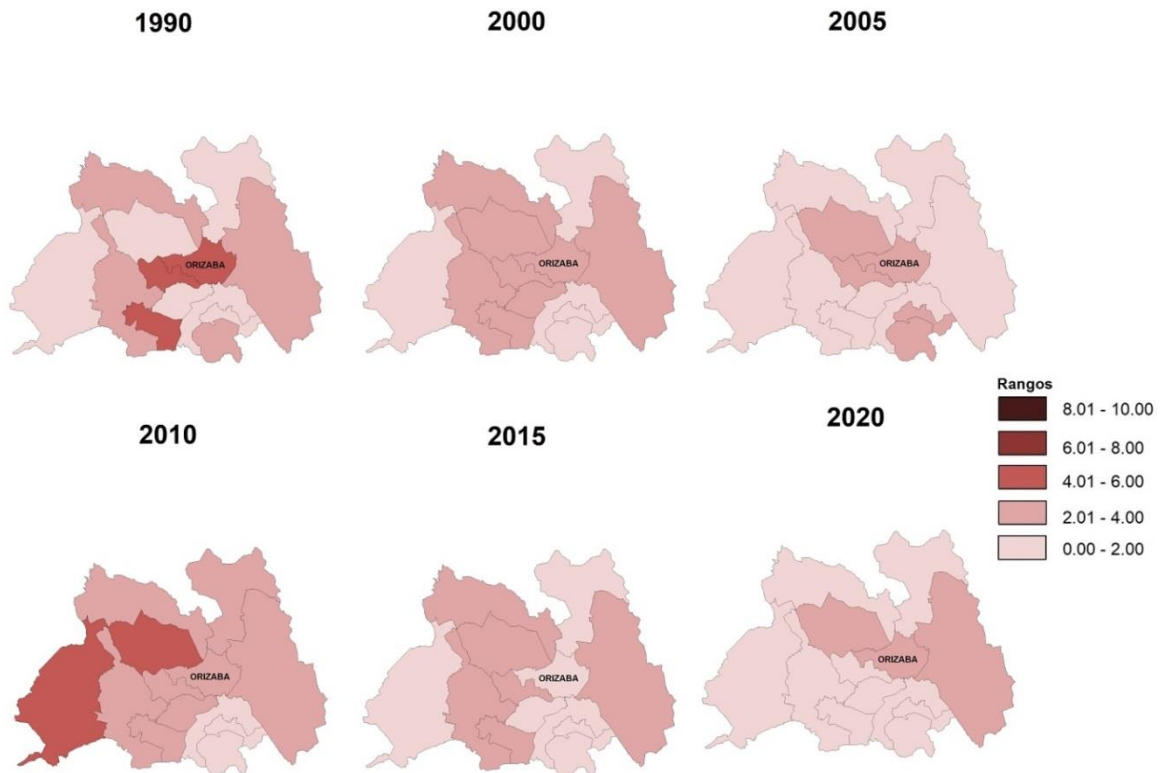 1990
2000
2005
ORIZABA
ORIZABA
ORIZABA
Rangos
8.01 - 10.00
6.01 - 8.00
4.01 - 6.00
2.01 - 4.00
0.00 - 2.00
2010
2015
2020
ORIZABA
ORIZABA
ORIZABA